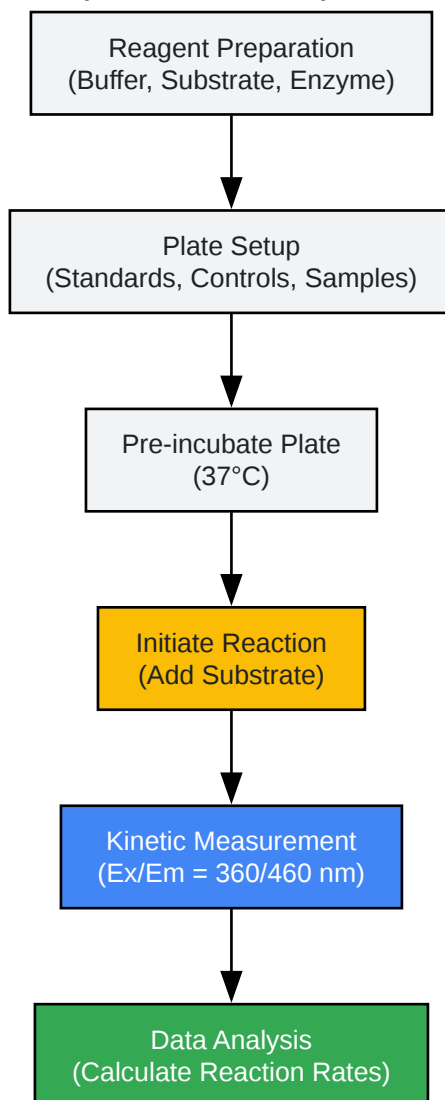 Reagent Preparation
(Buffer, Substrate, Enzyme)
Plate Setup
(Standards, Controls, Samples)
Pre-incubate Plate
(37°C)
Initiate Reaction
(Add Substrate)
Kinetic Measurement
(Ex/Em = 360/460 nm)
Data Analysis
(Calculate Reaction Rates)